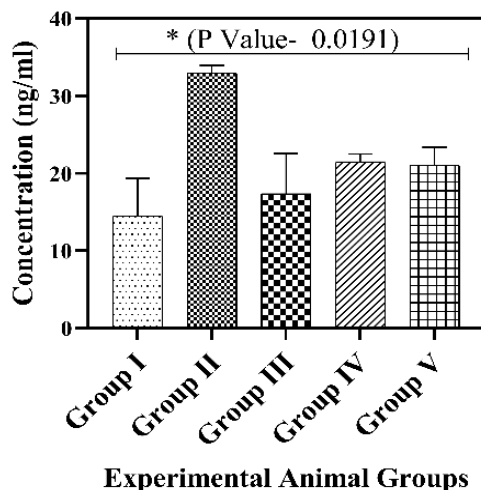 * (P Value- 0.0191)
Concentration (ng/ml)
40
30
20
10
0
Group I
Group II
Group III
Group IV
Group V
Experimental Animal Groups